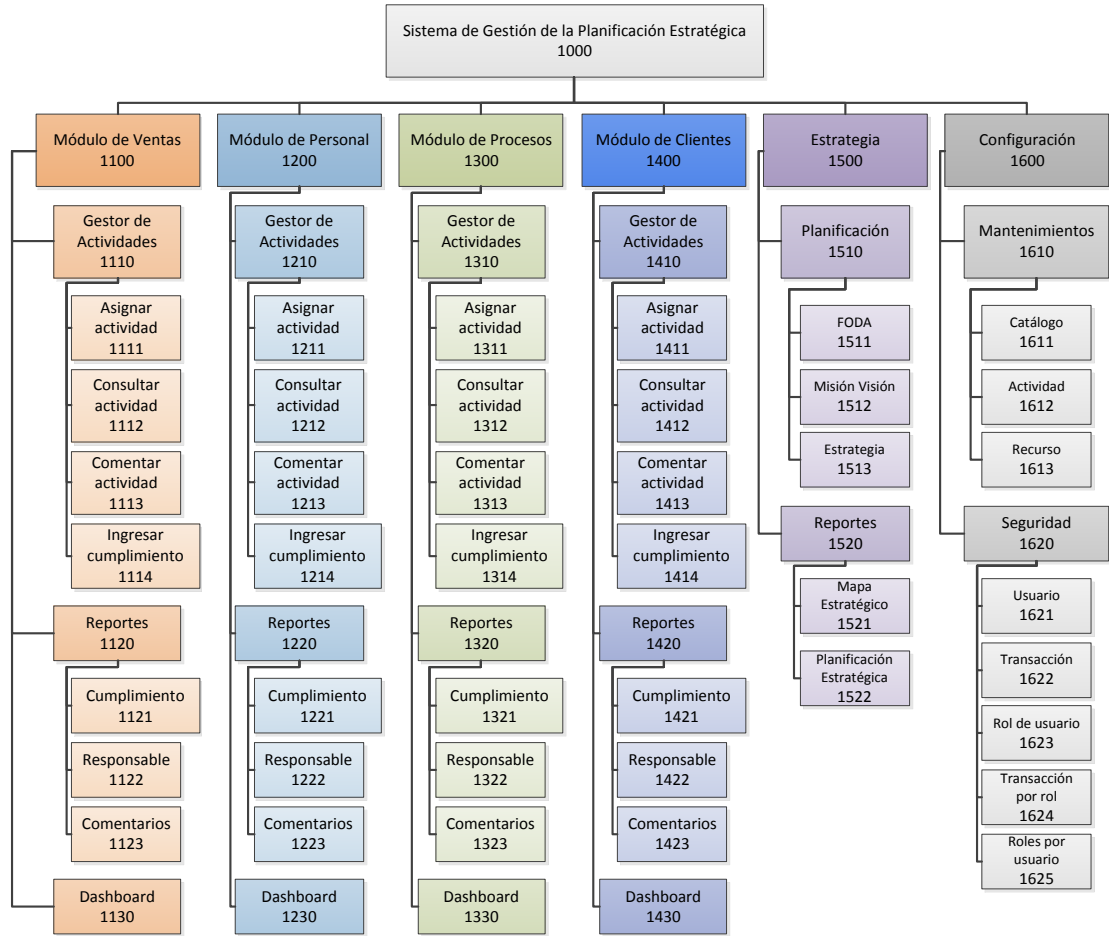 Sistema de Gestión de la Planificación Estratégica
1000
Módulo de Ventas
1100
Gestor de
Actividades
1110
Asignar
actividad
1111
Consultar
actividad
1112
Comentar
actividad
1113
Ingresar
cumplimiento
1114
Reportes
1120
Cumplimiento
1121
Responsable
1122
Comentarios
1123
Dashboard
1130
Módulo de Personal
1200
Gestor de
Actividades
1210
Asignar
actividad
1211
Consultar
actividad
1212
Comentar
actividad
1213
Ingresar
cumplimiento
1214
Reportes
1220
Cumplimiento
1221
Responsable
1222
Comentarios
1223
Dashboard
1230
Módulo de Procesos
1300
Gestor de
Actividades
1310
Asignar
actividad
1311
Consultar
actividad
1312
Comentar
actividad
1313
Ingresar
cumplimiento
1314
Reportes
1320
Cumplimiento
1321
Responsable
1322
Comentarios
1323
Dashboard
1330
Módulo de Clientes
1400
Gestor de
Actividades
1410
Asignar
actividad
1411
Consultar
actividad
1412
Comentar
actividad
1413
Ingresar
cumplimiento
1414
Reportes
1420
Cumplimiento
1421
Responsable
1422
Comentarios
1423
Dashboard
1430
Estrategia
1500
Planificación
1510
FODA
1511
Misión Visión
1512
Estrategia
1513
Reportes
1520
Mapa
Estratégico
1521
Planificación
Estratégica
1522
Configuración
1600
Mantenimientos
1610
Catálogo
1611
Actividad
1612
Recurso
1613
Seguridad
1620
Usuario
1621
Transacción
1622
Rol de usuario
1623
Transacción
por rol
1624
Roles por
usuario
1625